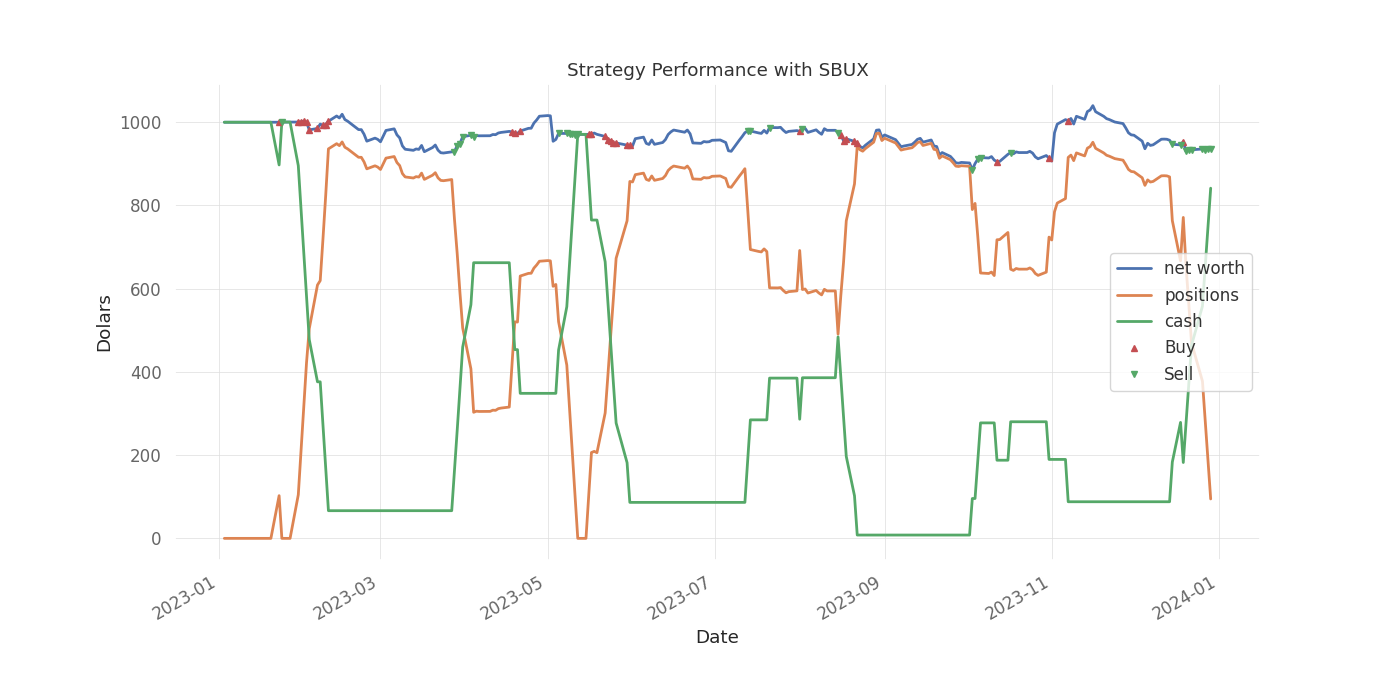 Strategy Performance with SBUX
Dolars
1000
800
600
400
200
0
net worth
positions
cash
Buy
Sell
2023-01
2023-03
2023-05
2023-07
2023-09
2023-11
2024-01
Date